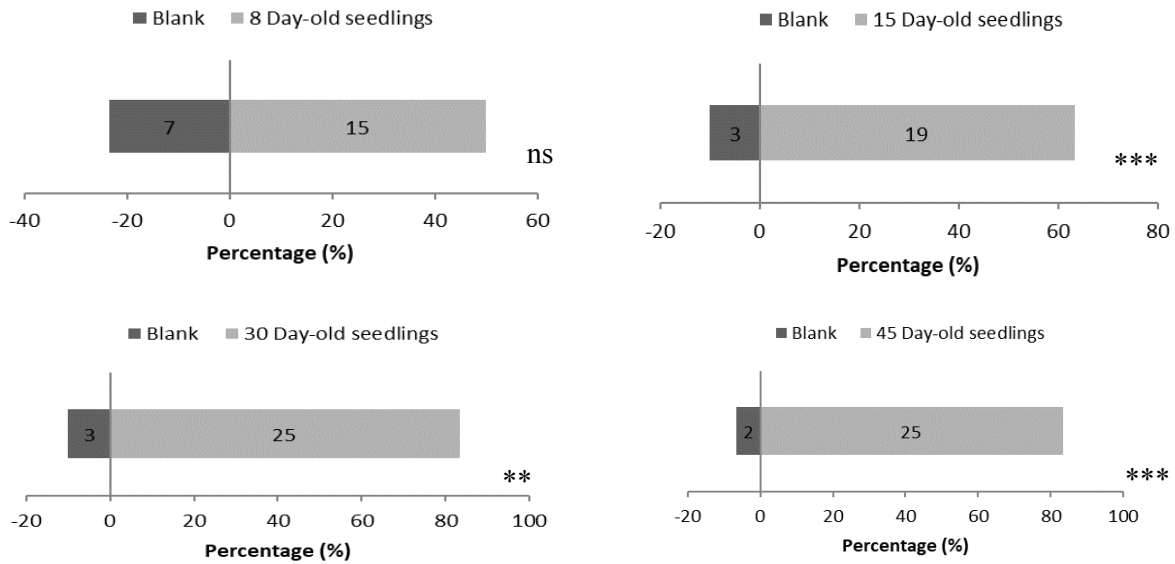 Blank 8 Day-old seedlings
7 15
ns
-40 -20 0 20 40 60
Percentage (%)
Blank 15 Day-old seedlings
3 19
***
-20 0 20 40 60 80
Percentage (%)
Blank 30 Day-old seedlings
3 25
**
-20 0 20 40 60 80 100
Percentage (%)
Blank 45 Day-old seedlings
2 25
***
-20 0 20 40 60 80 100
Percentage (%)